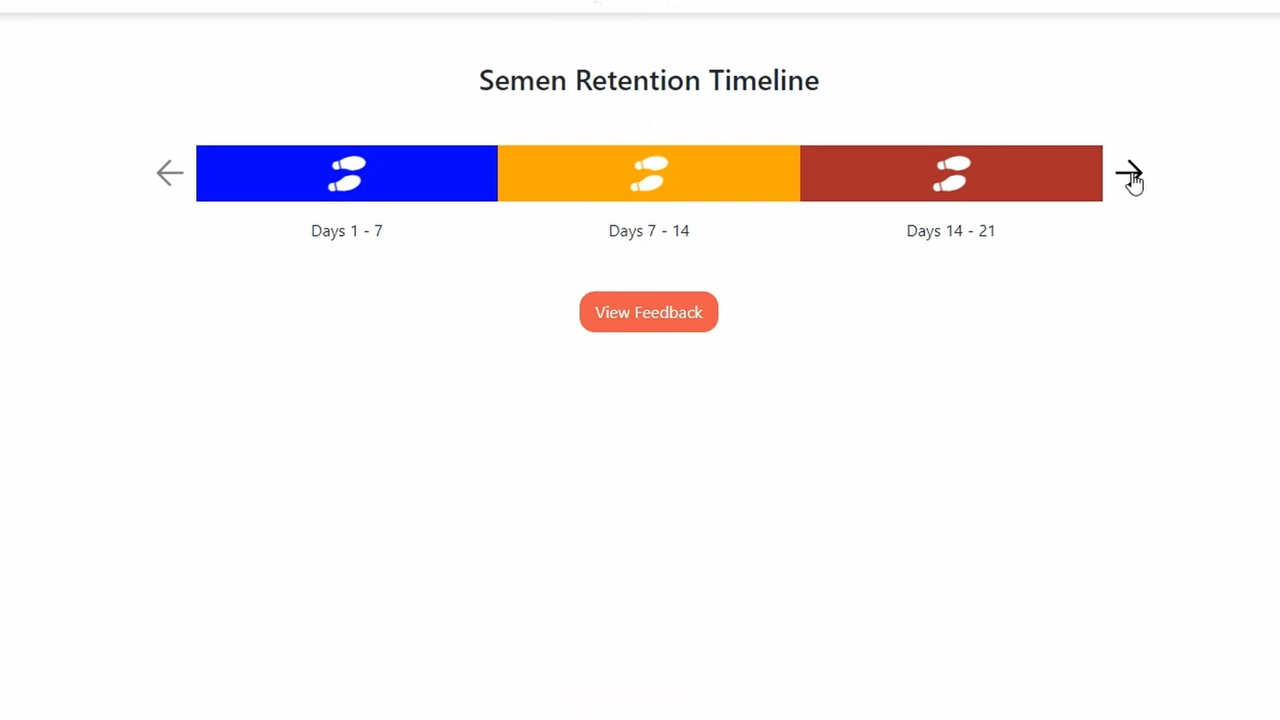 Semen Retention Timeline
Days 1 - 7
Days 7 - 14
Days 14 - 21
View Feedback